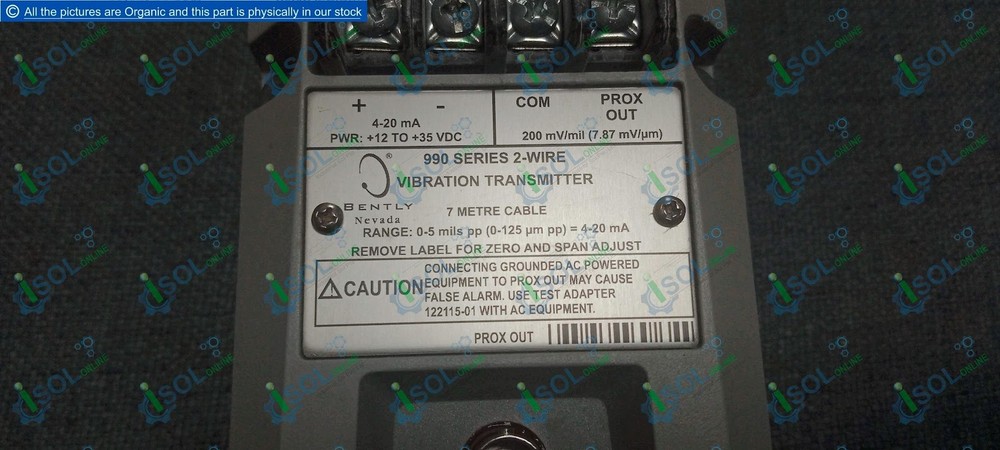 © All the pictures are Organic and this part is physically in our stock
+ -
4-20 mA
PWR: +12 TO +35 VDC
COM PROX
OUT
200 mV/mil (7.87 mV/µm)
®
990 SERIES 2-WIRE
VIBRATION TRANSMITTER
BENTLY
Nevada
7 METRE CABLE
RANGE: 0-5 mils pp (0-125 µm pp) = 4-20 mA
REMOVE LABEL FOR ZERO AND SPAN ADJUST
CAUTION
CONNECTING GROUNDED AC POWERED
EQUIPMENT TO PROX OUT MAY CAUSE
FALSE ALARM. USE TEST ADAPTER
122115-01 WITH AC EQUIPMENT.
PROX OUT
iSOL.ONLINE